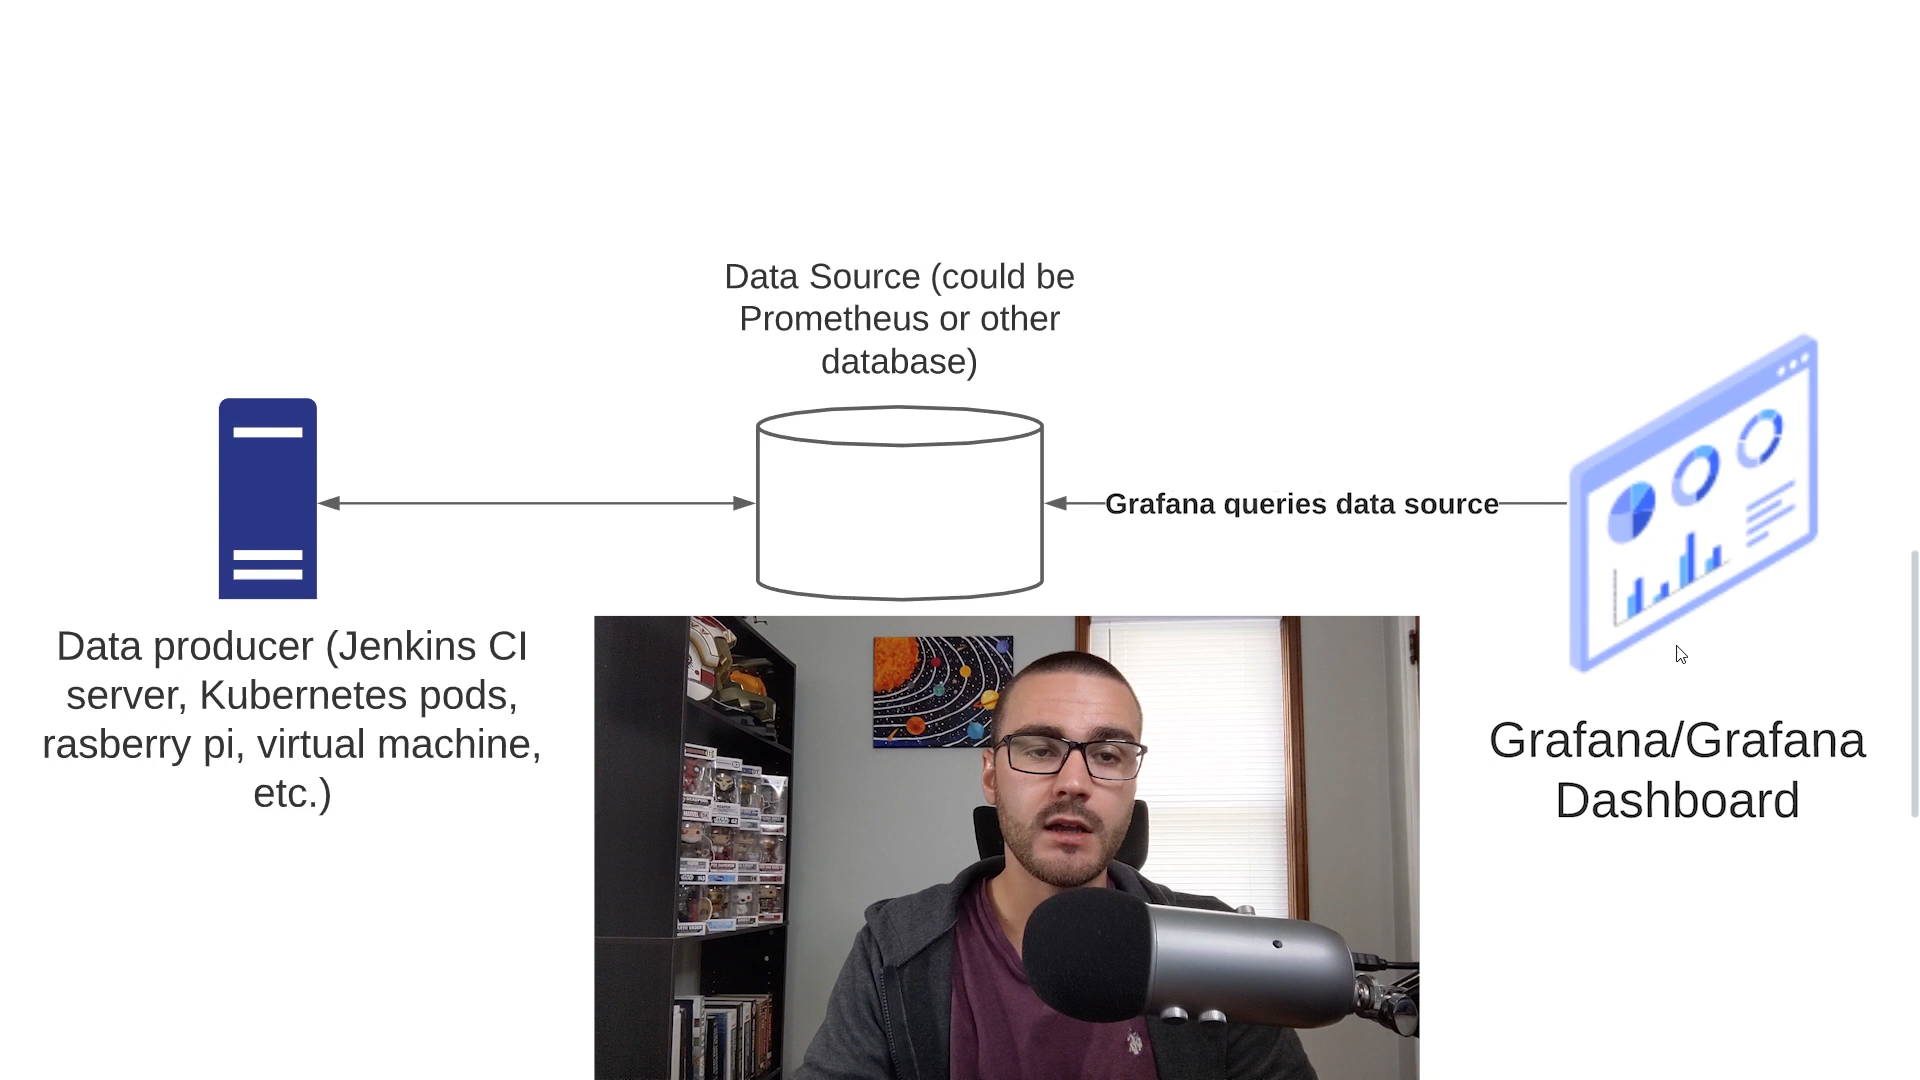 Data Source (could be
Prometheus or other
database)
Grafana queries data source
Data producer (Jenkins CI
server, Kubernetes pods,
rasberry pi, virtual machine,
etc.)
Grafana/Grafana
Dashboard